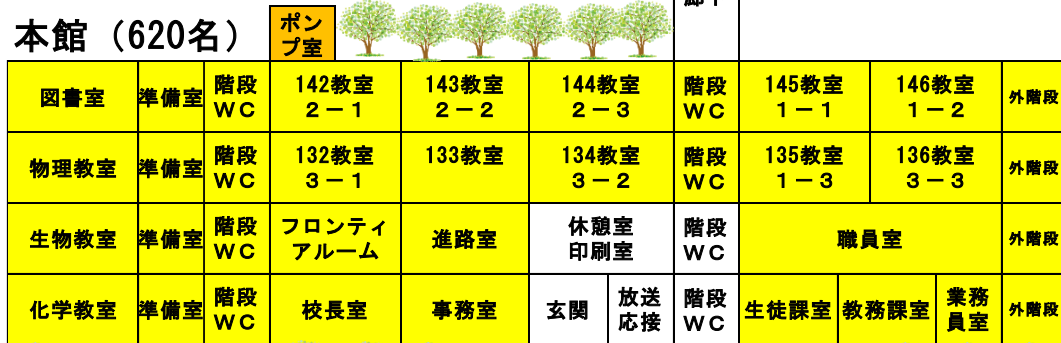 本館（620名）
ポン
プ室
廊下
図書室 準備室 階段 142教室 143教室 144教室 階段 145教室 146教室 外階段
ＷＣ ２－１ ２－２ ２－３ ＷＣ １－１ １－２
物理教室 準備室 階段 132教室 133教室 134教室 階段 135教室 136教室 外階段
ＷＣ ３－１ ３－２ ＷＣ １－３ ３－３
生物教室 準備室 階段 フロンティ 進路室 休憩室 階段 職員室 外階段
ＷＣ アルーム 印刷室 ＷＣ
化学教室 準備室 階段 校長室 事務室 玄関 放送 階段 生徒課室 教務課室 業務 外階段
ＷＣ 応接 ＷＣ 員室